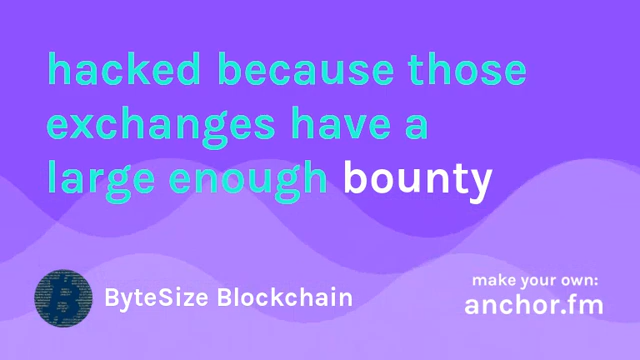 hacked because those
exchanges have a
large enough bounty
ByteSize Blockchain
make your own:
anchor.fm